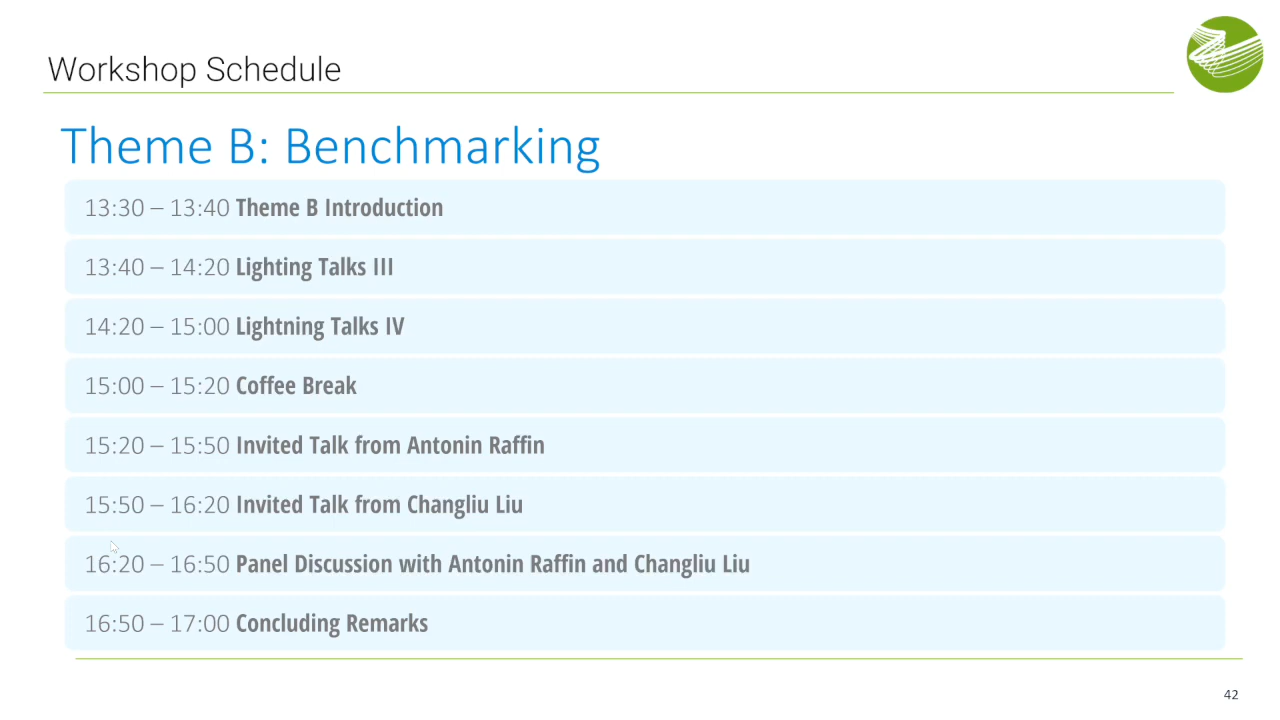 Workshop Schedule
Theme B: Benchmarking
13:30 – 13:40 Theme B Introduction
13:40 – 14:20 Lighting Talks III
14:20 – 15:00 Lightning Talks IV
15:00 – 15:20 Coffee Break
15:20 – 15:50 Invited Talk from Antonin Raffin
15:50 – 16:20 Invited Talk from Changliu Liu
16:20 – 16:50 Panel Discussion with Antonin Raffin and Changliu Liu
16:50 – 17:00 Concluding Remarks
42